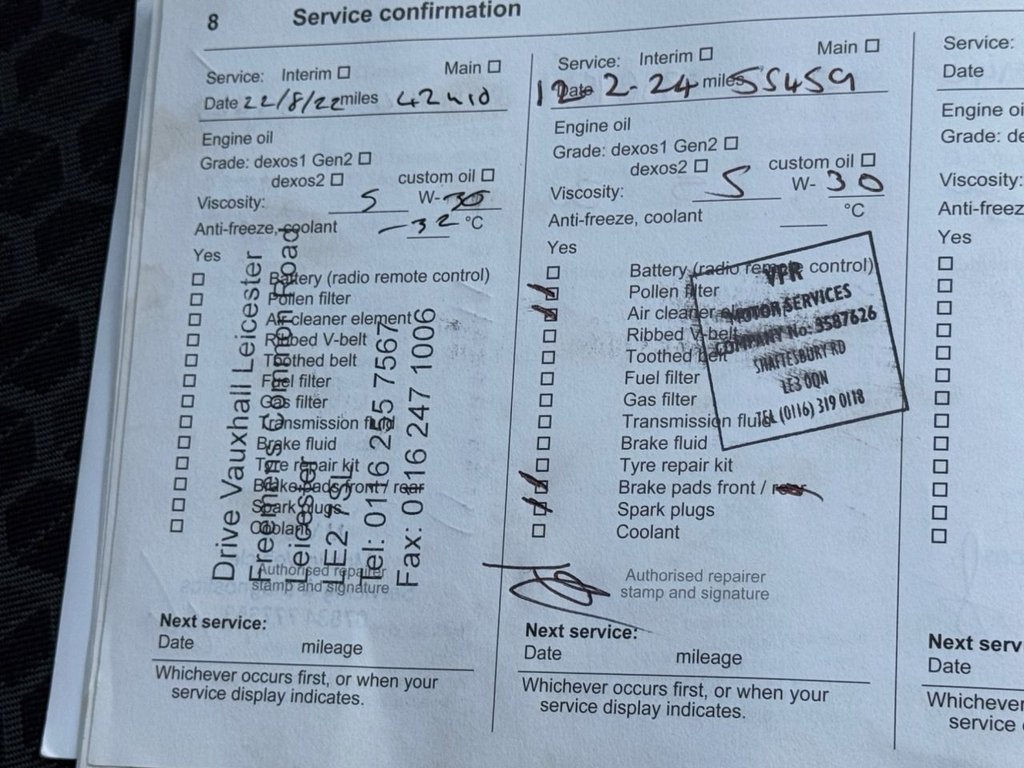 8 Service confirmation
Service: Interim ☐ Main ☐
Date 22/8/22 miles
Engine oil
Grade: dexos1 Gen2 ☐
dexos2 ☐ custom oil ☐
Viscosity: 5 W-30
Anti-freeze, coolant -32 °C
Yes
☐ Battery (radio remote control)
☐ Pollen filter
☐ Air cleaner element
☐ Ribbed V-belt
☐ Toothed belt
☐ Fuel filter
☐ Gas filter
☐ Transmission fluid
☐ Brake fluid
☐ Tyre repair kit
☐ Brake pads front / rear
☐ Spark plugs
☐ Coolant
Drive Vauxhall Leicester
Freemans Common Road
Leicester
LE2 7SL
Tel: 0116 255 7567
Fax: 0116 247 1006
Authorised repairer
stamp and signature
Next service:
Date mileage
Whichever occurs first, or when your
service display indicates.
Service: Interim ☐ Main ☐
Date 12 2-24 miles 55459
Engine oil
Grade: dexos1 Gen2 ☐
dexos2 ☐ custom oil ☐
Viscosity: 5 W-30
Anti-freeze, coolant °C
Yes
Battery (radio remote control)
Pollen filter
Air cleaner element
Ribbed V-belt
Toothed belt
Fuel filter
Gas filter
Transmission fluid
Brake fluid
Tyre repair kit
Brake pads front / rear
Spark plugs
Coolant
VPR
MOTOR SERVICES
COMPANY No: 3587626
SHAFTESBURY RD
LE3 0QN
TEL (0116) 319 0118
Authorised repairer
stamp and signature
Next service:
Date mileage
Whichever occurs first, or when your
service display indicates.
Service:
Date
Engine oi
Grade: de
Viscosity:
Anti-freez
Yes
Next serv
Date
Whichever
service